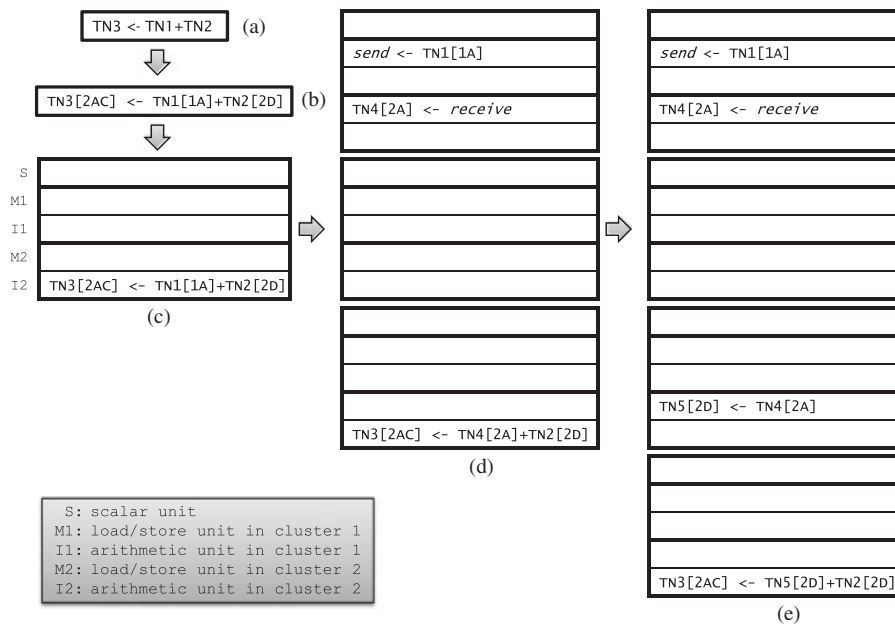 TN3 <- TN1+TN2
(a)
TN3[2AC] <- TN1[1A]+TN2[2D]
(b)
S
M1
I1
M2
I2
TN3[2AC] <- TN1[1A]+TN2[2D]
(c)
send <- TN1[1A]
TN4[2A] <- receive
TN3[2AC] <- TN4[2A]+TN2[2D]
(d)
send <- TN1[1A]
TN4[2A] <- receive
TN5[2D] <- TN4[2A]
TN3[2AC] <- TN5[2D]+TN2[2D]
(e)
S: scalar unit
M1: load/store unit in cluster 1
I1: arithmetic unit in cluster 1
M2: load/store unit in cluster 2
I2: arithmetic unit in cluster 2